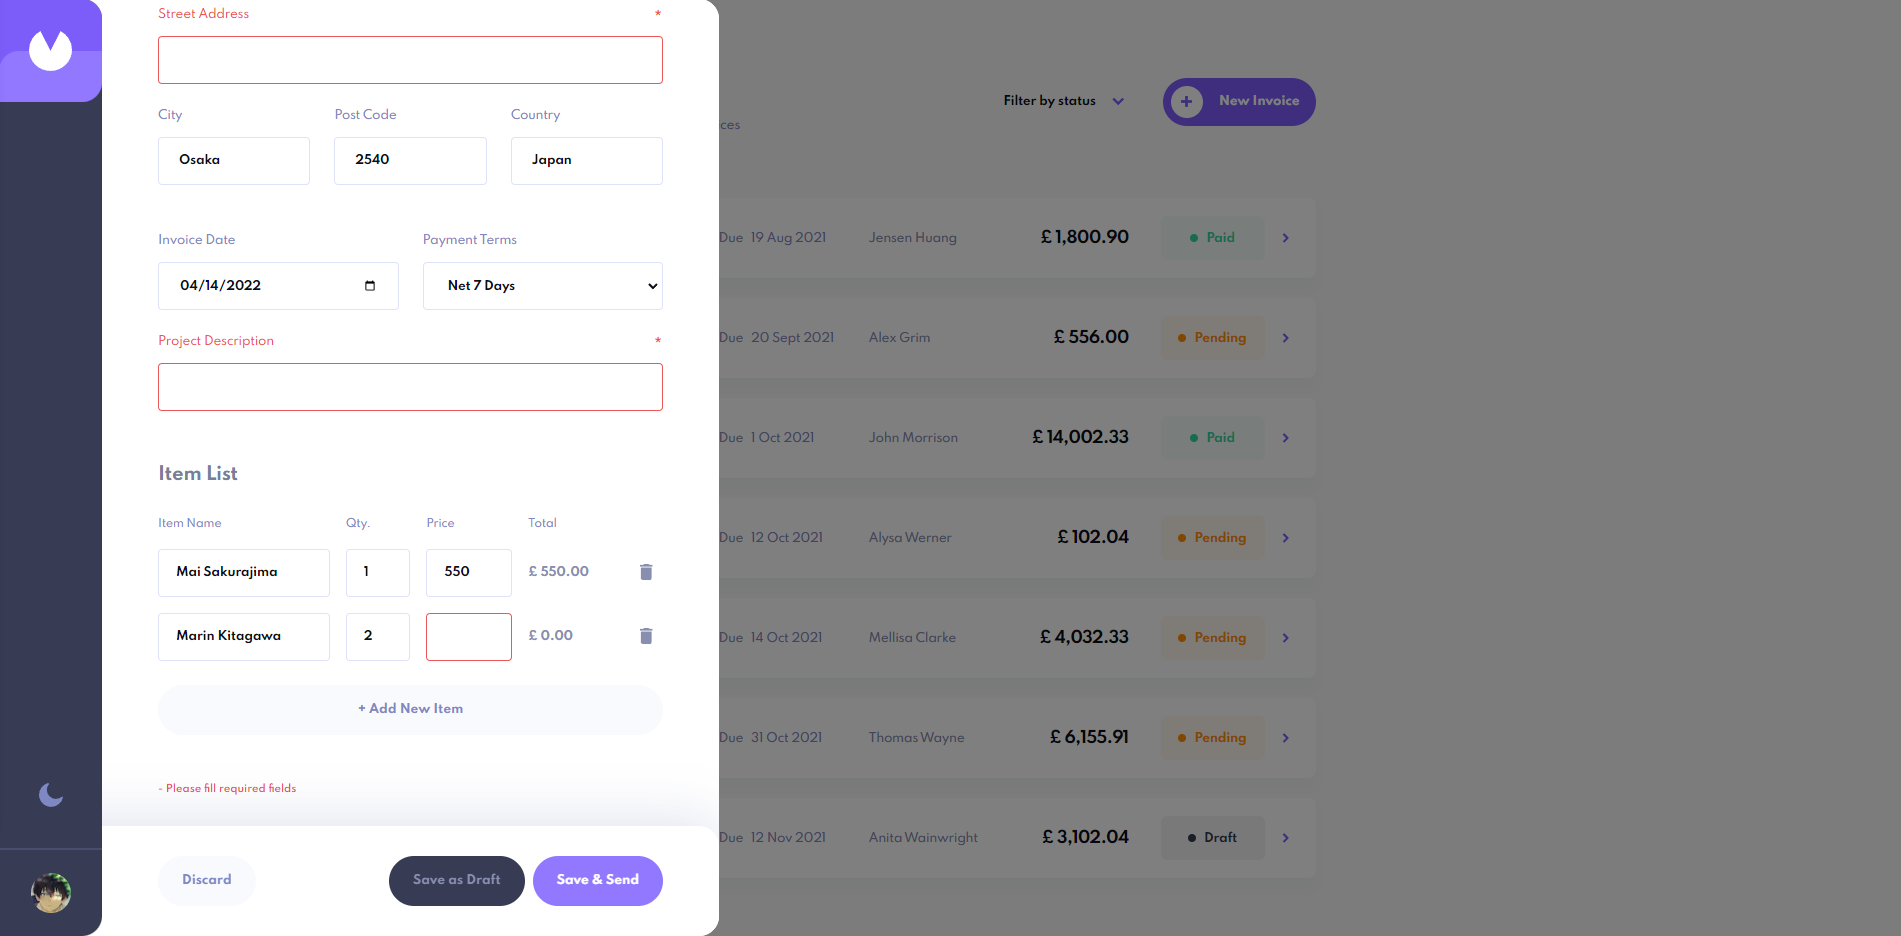 Street Address *
City Post Code Country
Osaka 2540 Japan
Invoice Date Payment Terms
04/14/2022 Net 7 Days
Project Description *
Item List
Item Name Qty. Price Total
Mai Sakurajima 1 550 £ 550.00
Marin Kitagawa 2 £ 0.00
+ Add New Item
- Please fill required fields
Discard Save as Draft Save & Send
Filter by status + New Invoice
ces
Due 19 Aug 2021 Jensen Huang £ 1,800.90 Paid
Due 20 Sept 2021 Alex Grim £ 556.00 Pending
Due 1 Oct 2021 John Morrison £ 14,002.33 Paid
Due 12 Oct 2021 Alysa Werner £ 102.04 Pending
Due 14 Oct 2021 Mellisa Clarke £ 4,032.33 Pending
Due 31 Oct 2021 Thomas Wayne £ 6,155.91 Pending
Due 12 Nov 2021 Anita Wainwright £ 3,102.04 Draft